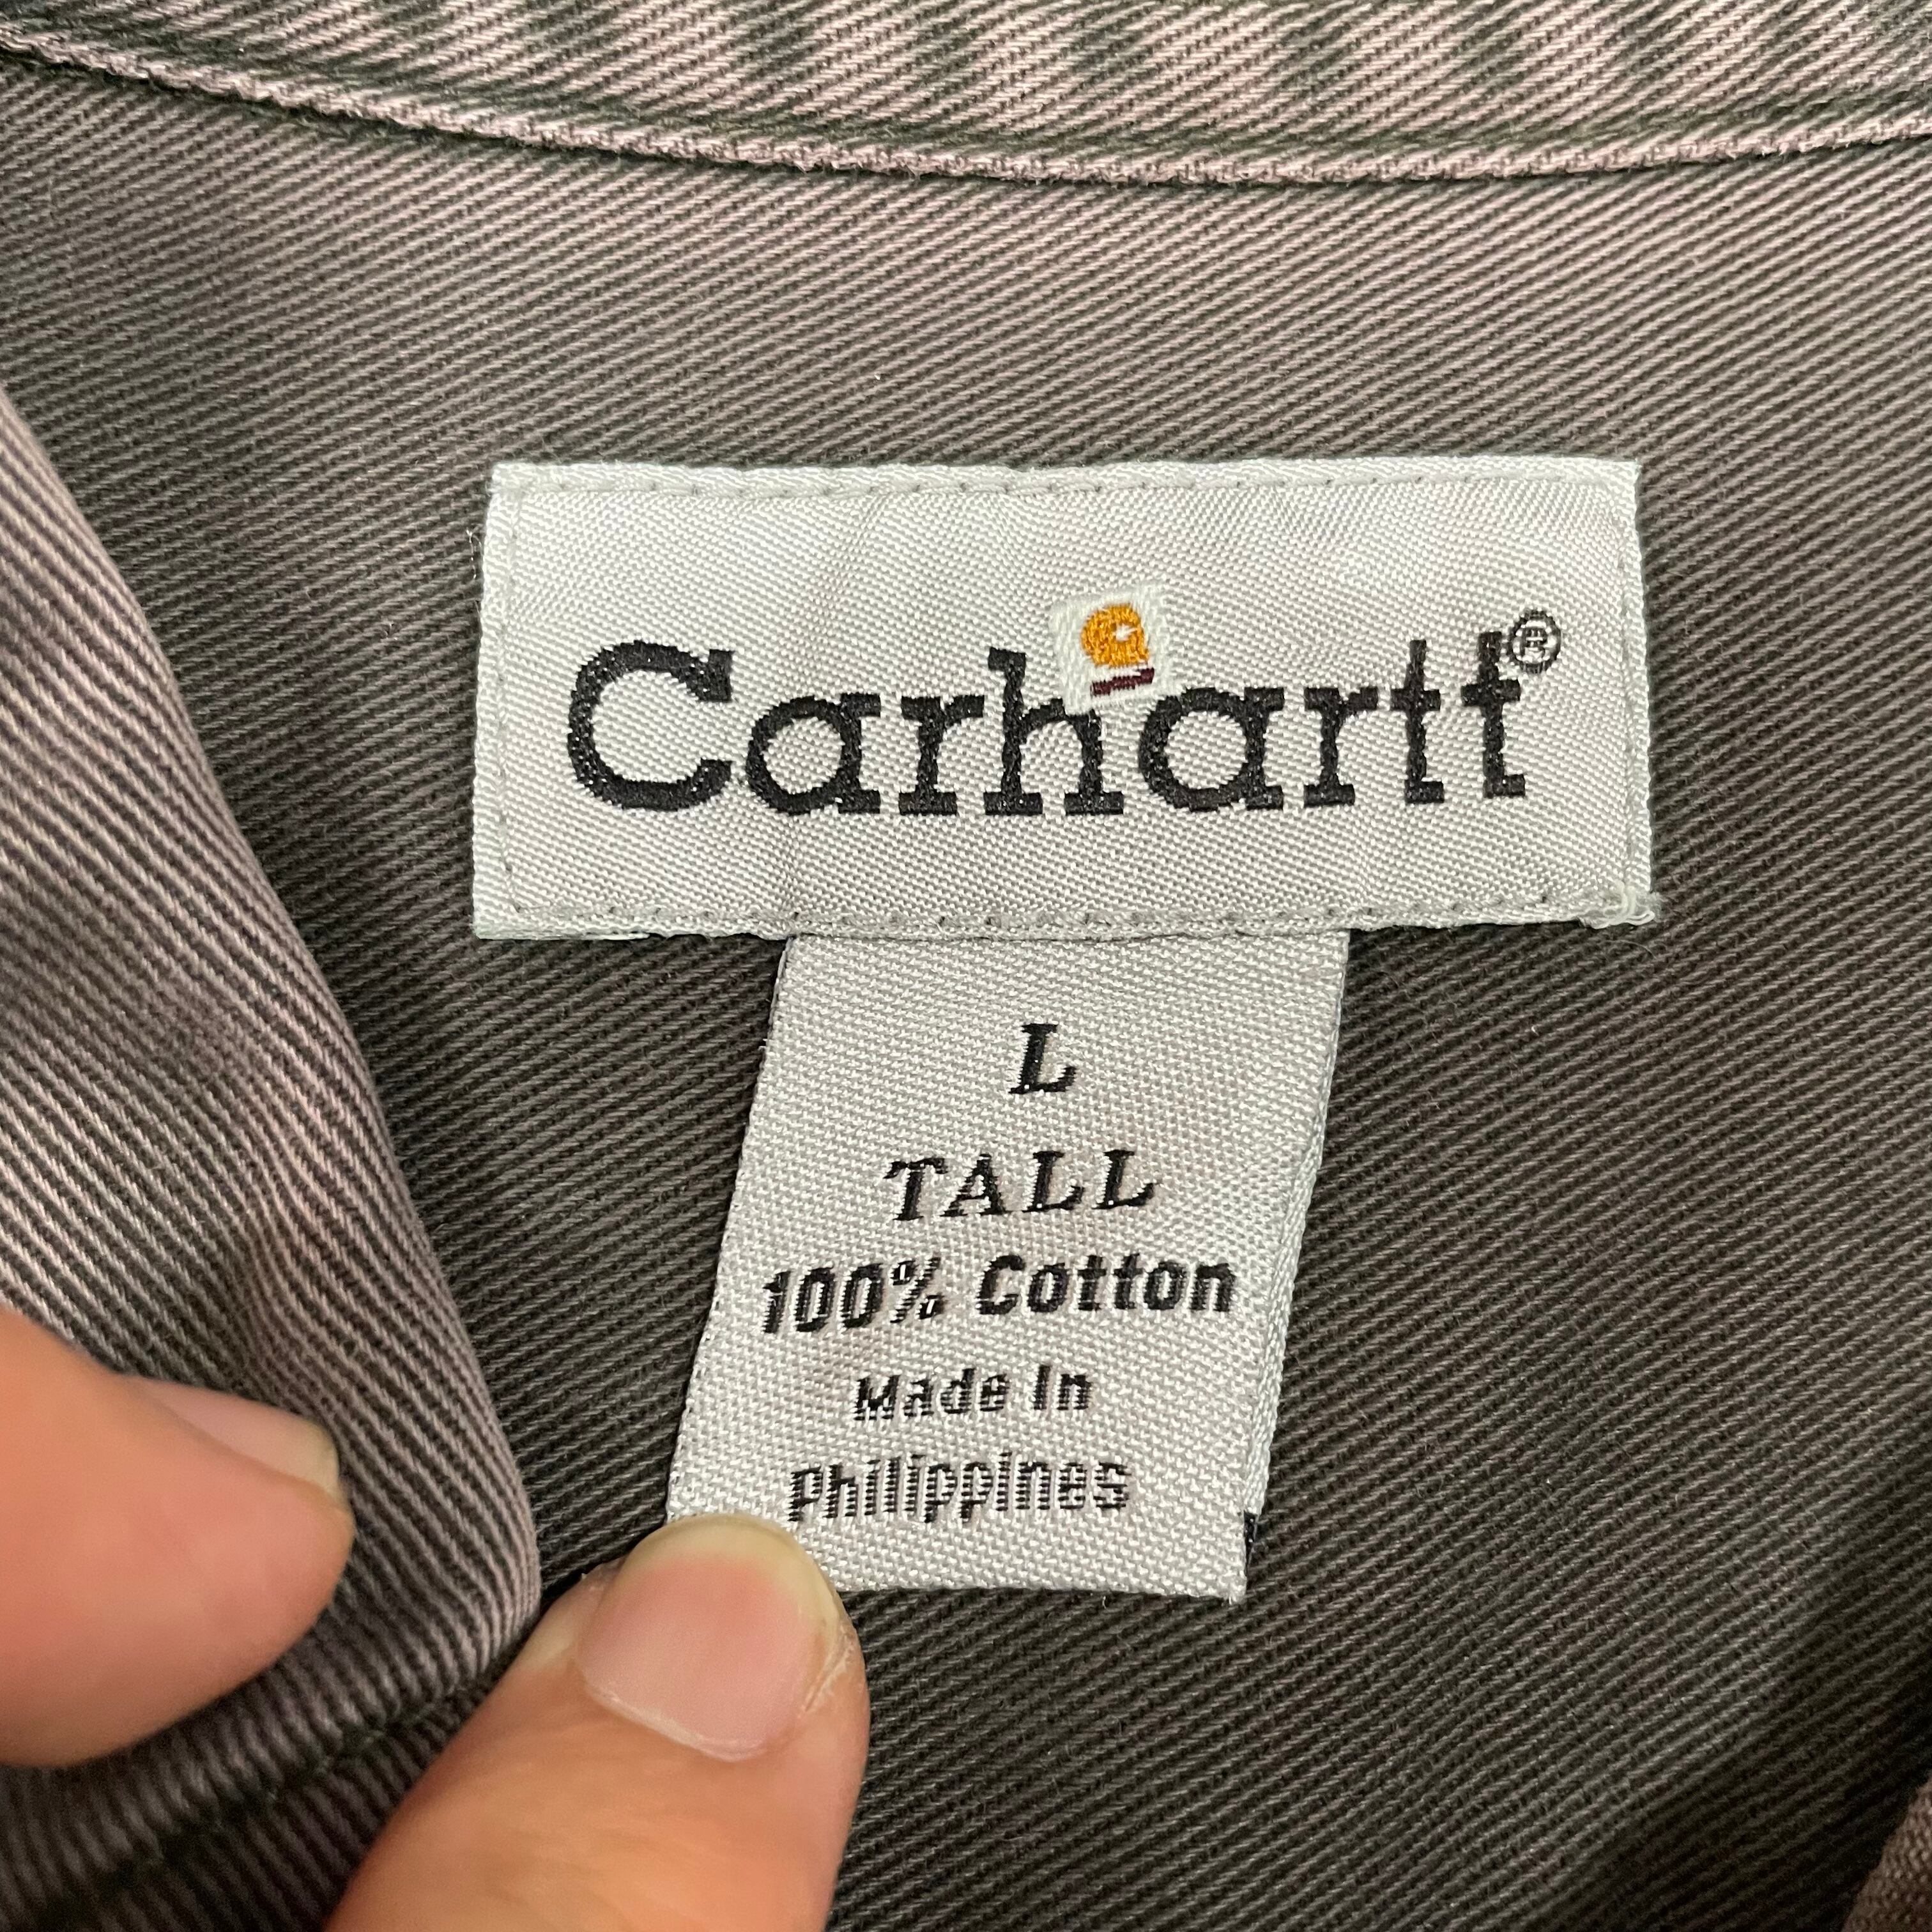 Carhartt®
L
TALL
100% Cotton
Made In
Philippines